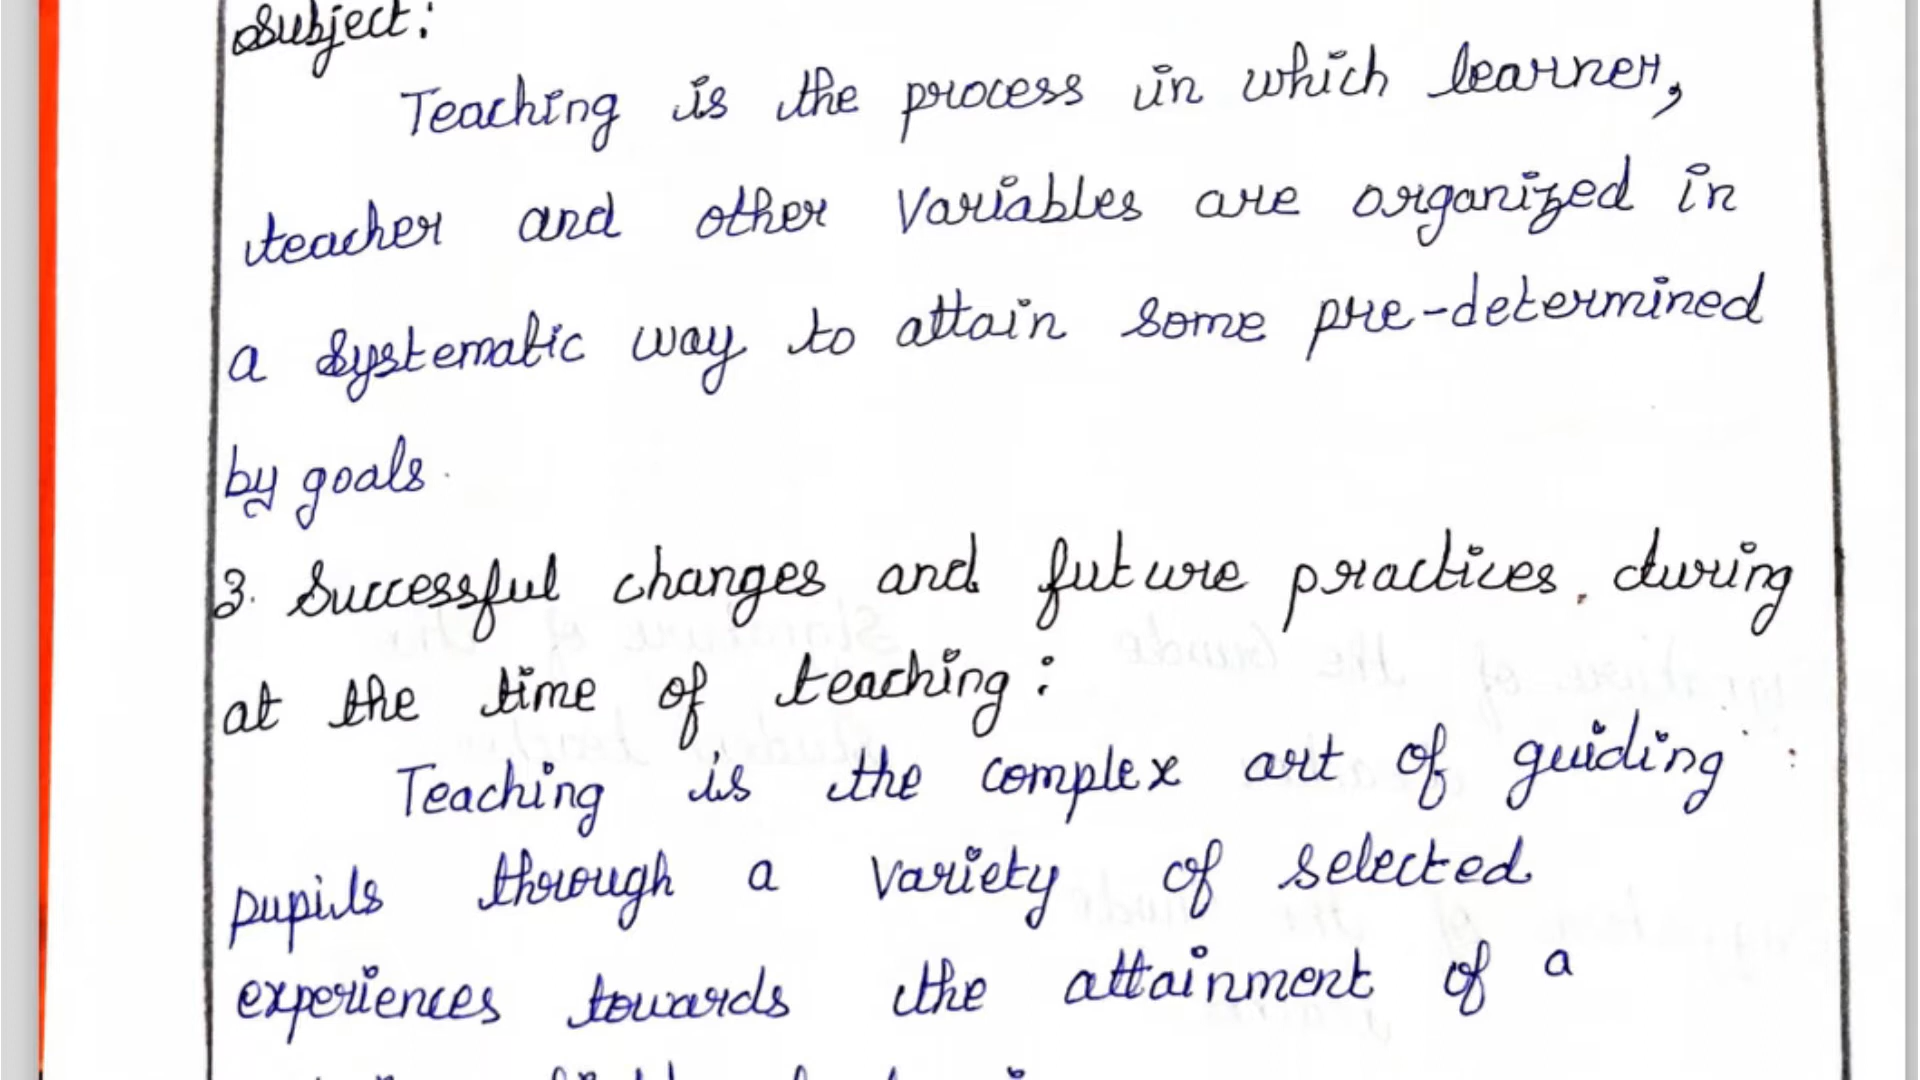 Subject:
Teaching is the process in which learner,
teacher and other Variables are organized in
a systematic way to attain some pre-determined
by goals.
3. Successful changes and future practices, during
at the time of teaching:
Teaching is the complex art of guiding
pupils through a variety of selected
experiences towards the attainment of a